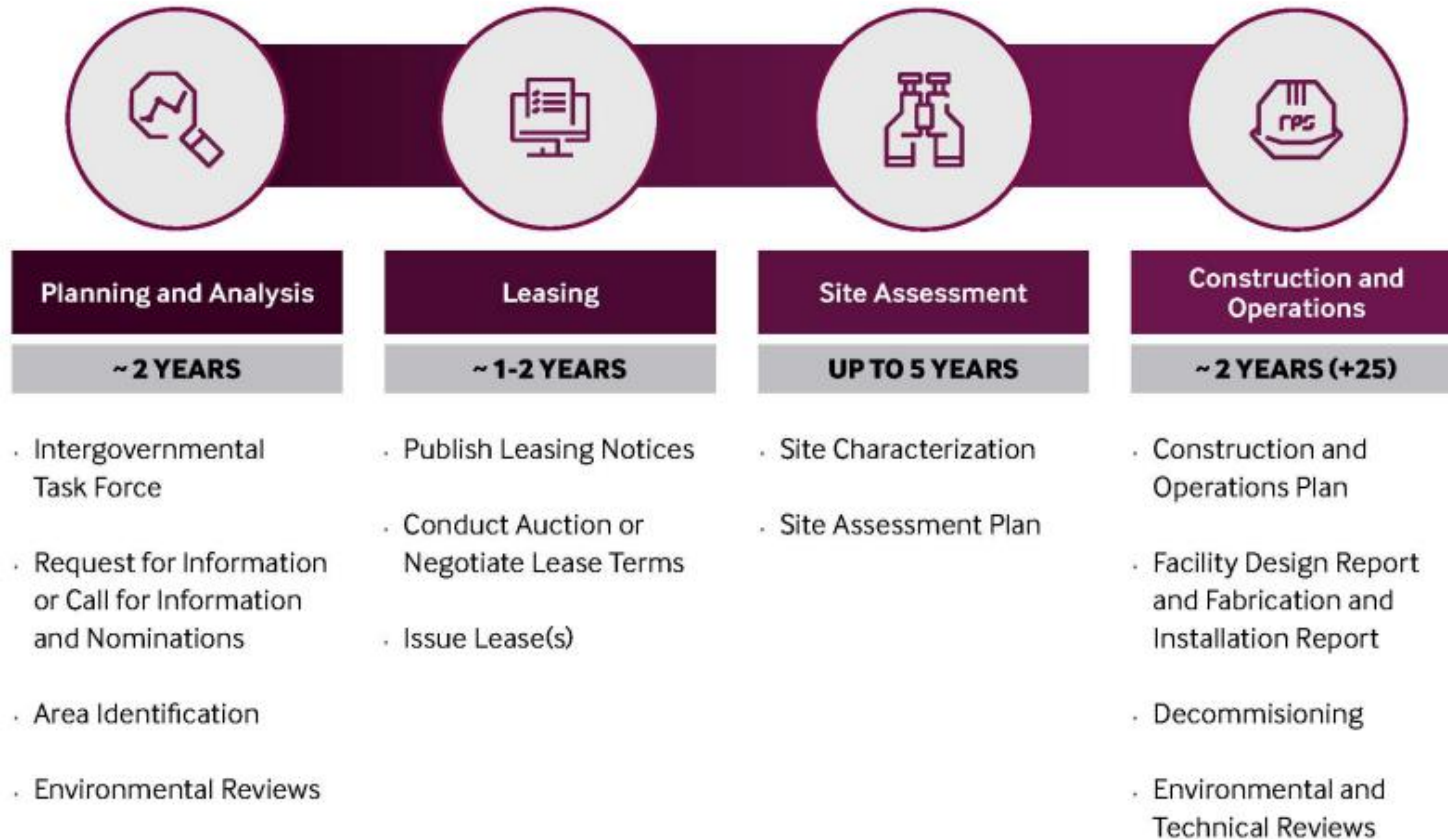 rps
Planning and Analysis
~ 2 YEARS
· Intergovernmental
Task Force
· Request for Information
or Call for Information
and Nominations
· Area Identification
· Environmental Reviews
Leasing
~ 1-2 YEARS
· Publish Leasing Notices
· Conduct Auction or
Negotiate Lease Terms
· Issue Lease(s)
Site Assessment
UP TO 5 YEARS
· Site Characterization
· Site Assessment Plan
Construction and
Operations
~ 2 YEARS (+25)
· Construction and
Operations Plan
· Facility Design Report
and Fabrication and
Installation Report
· Decommisioning
· Environmental and
Technical Reviews